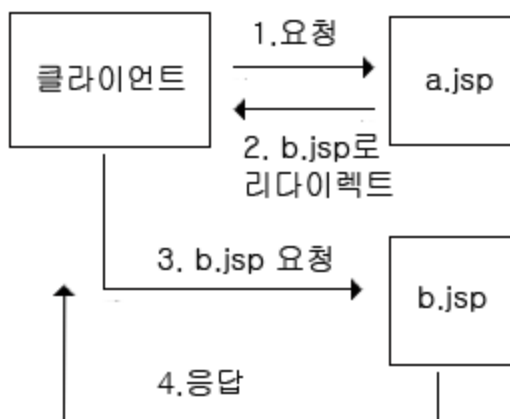 1.요청
클라이언트
a.jsp
2. b.jsp로
리다이렉트
3. b.jsp 요청
b.jsp
4.응답